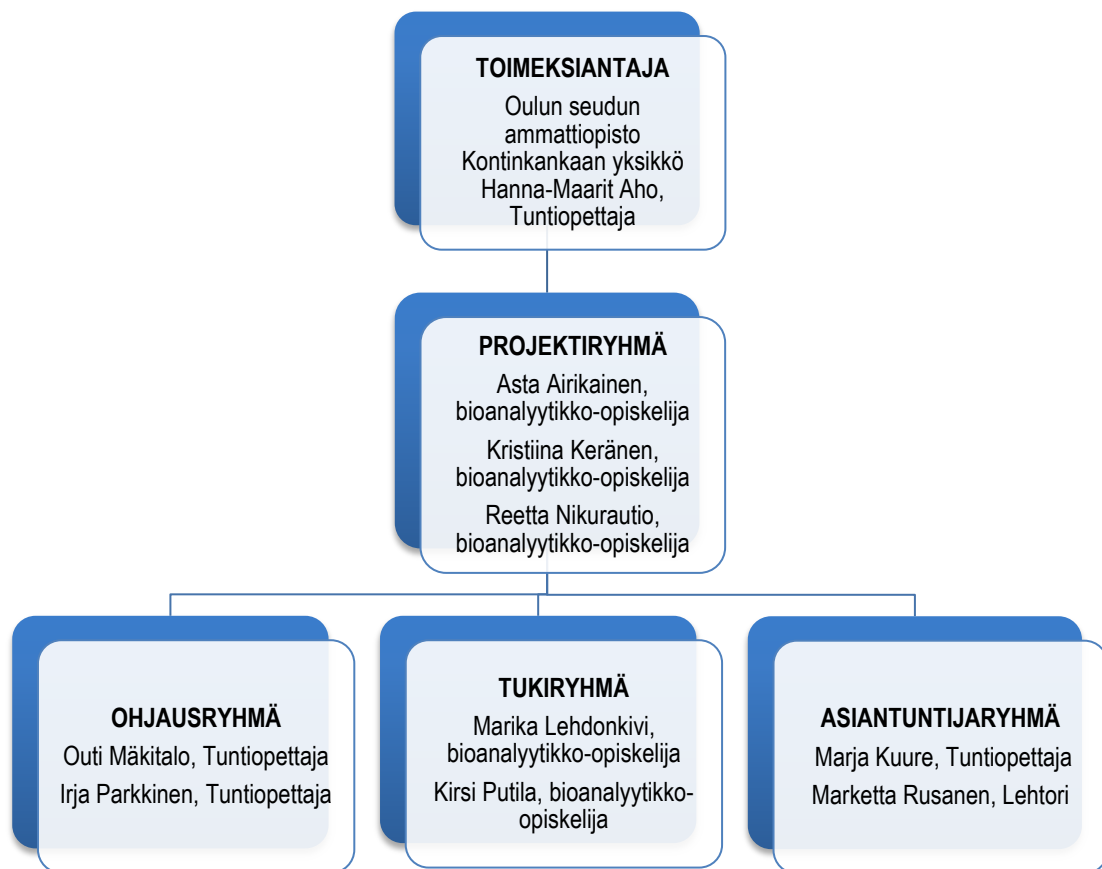 TOIMEKSIANTAJA
Oulun seudun
ammattiopisto
Kontinkankaan yksikkö
Hanna-Maarit Aho,
Tuntiopettaja
PROJEKTIRYHMÄ
Asta Airikainen,
bioanalyytikko-opiskelija
Kristiina Keränen,
bioanalyytikko-opiskelija
Reetta Nikurautio,
bioanalyytikko-opiskelija
OHJAUSRYHMÄ
Outi Mäkitalo, Tuntiopettaja
Irja Parkkinen, Tuntiopettaja
TUKIRYHMÄ
Marika Lehdonkivi,
bioanalyytikko-opiskelija
Kirsi Putila, bioanalyytikko-
opiskelija
ASIANTUNTIJARYHMÄ
Marja Kuure, Tuntiopettaja
Marketta Rusanen, Lehtori